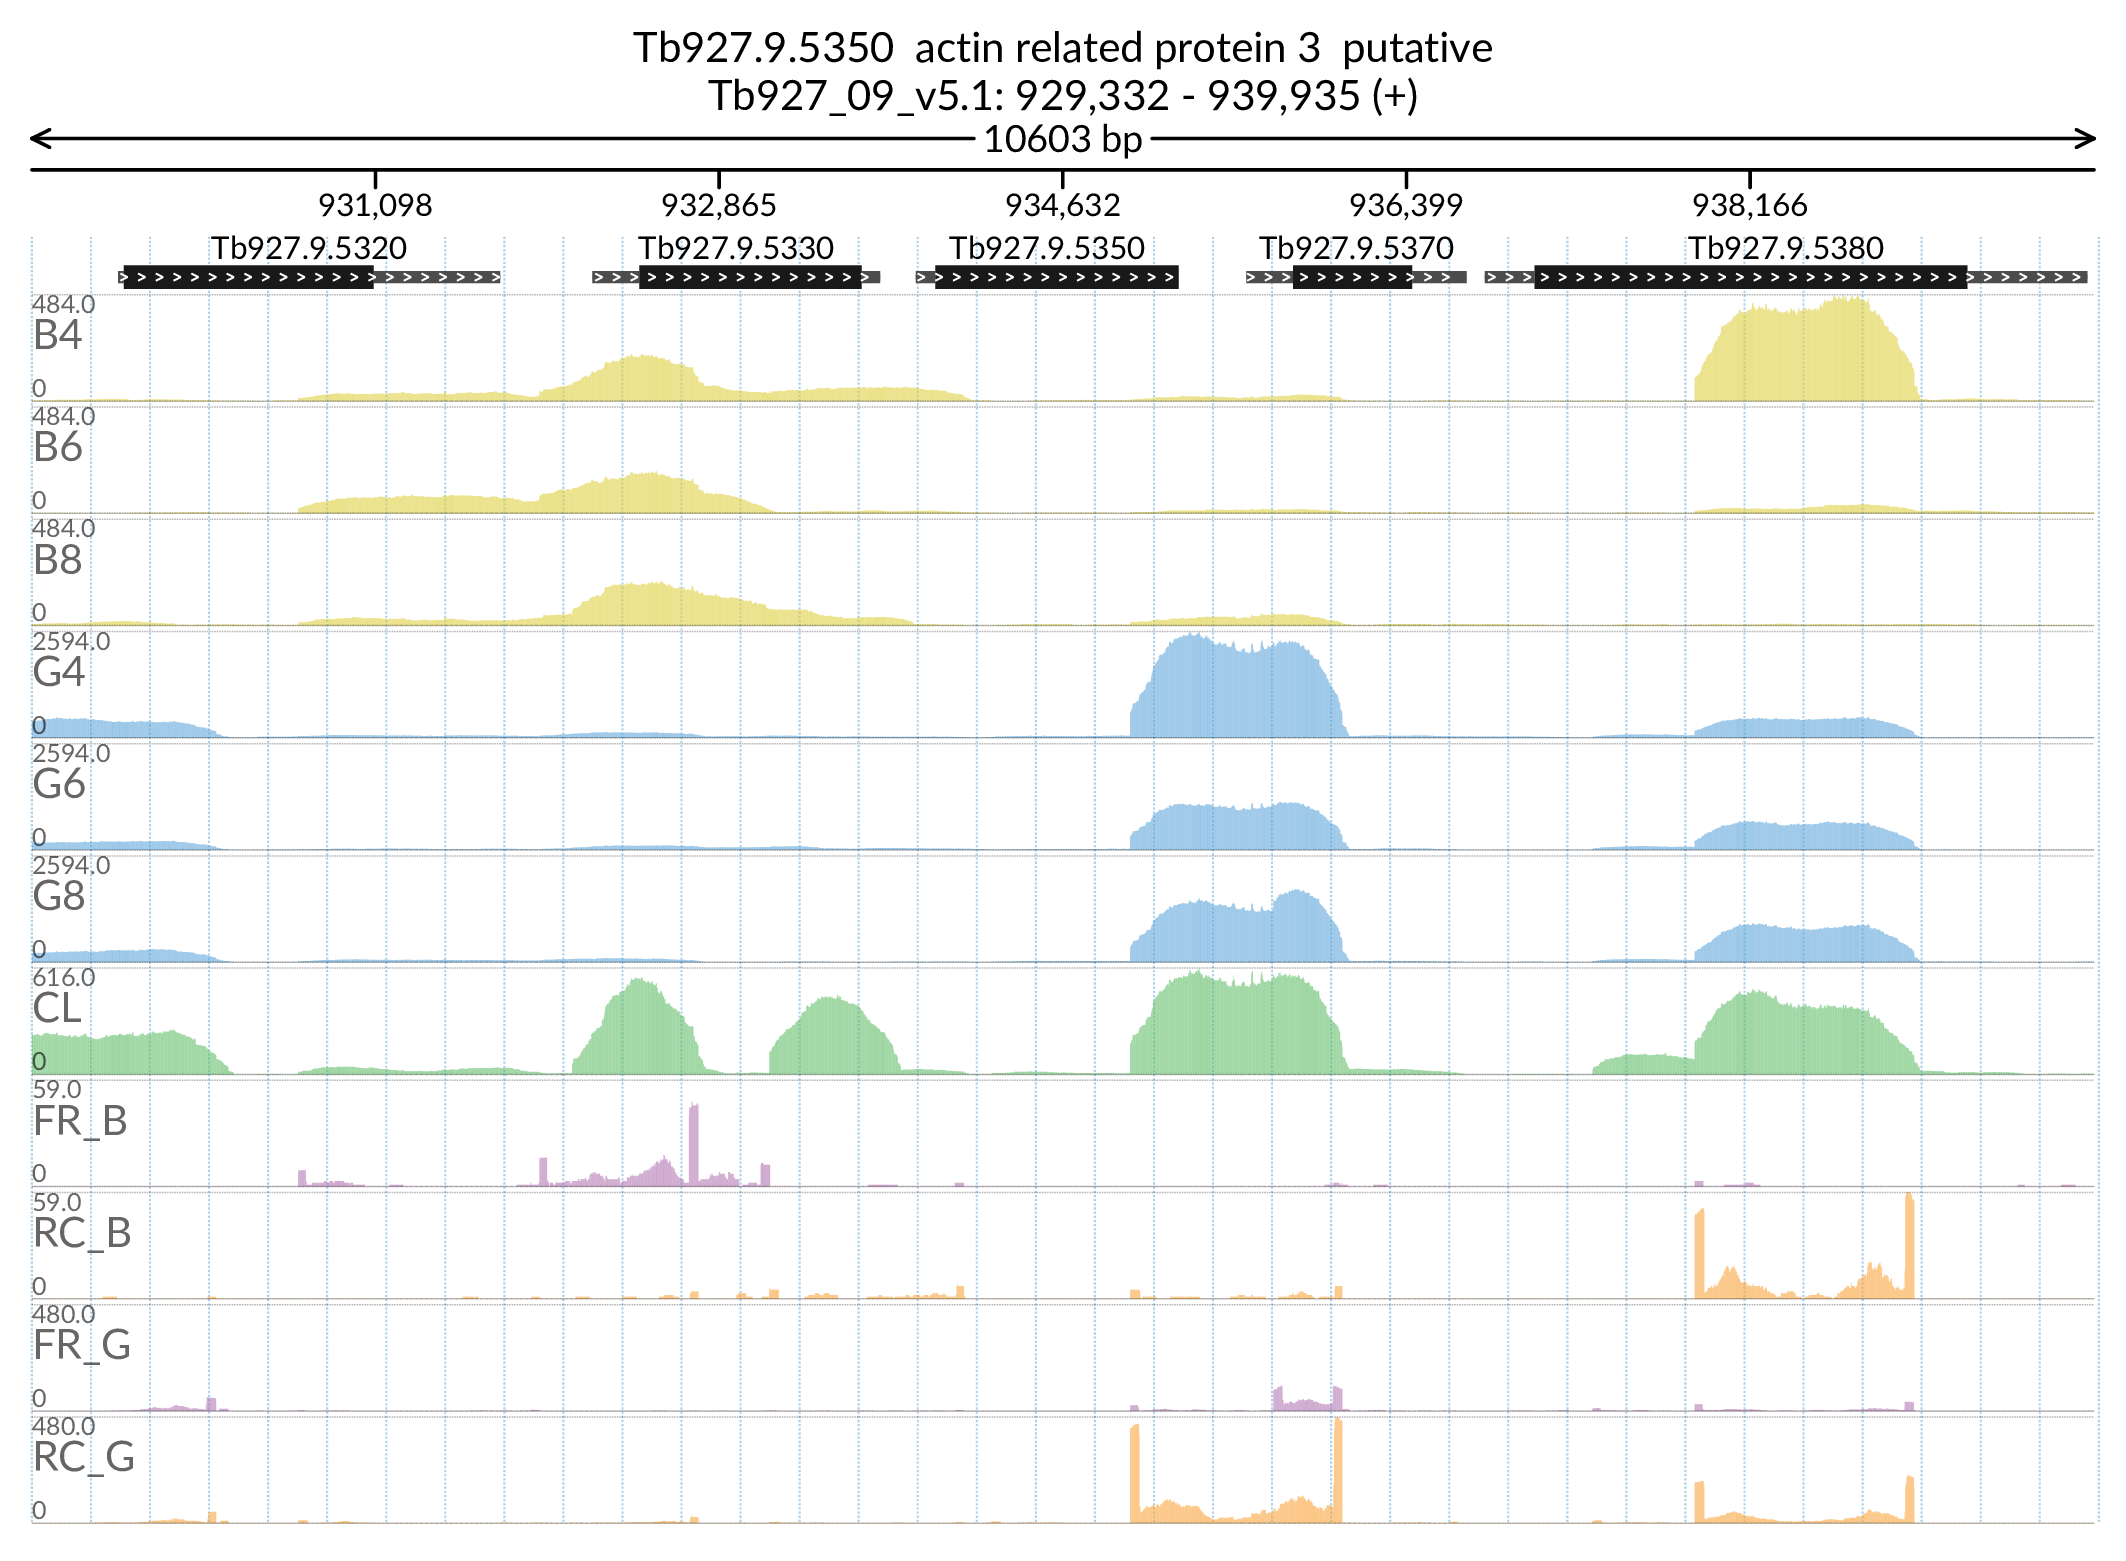 Tb927.9.5350 actin related protein 3 putative
Tb927_09_v5.1: 929,332 - 939,935 (+)
10603 bp
931,098 932,865 934,632 936,399 938,166
Tb927.9.5320 Tb927.9.5330 Tb927.9.5350 Tb927.9.5370 Tb927.9.5380
484.0
B4
0
484.0
B6
0
484.0
B8
0
2594.0
G4
0
2594.0
G6
0
2594.0
G8
0
616.0
CL
0
59.0
FR_B
0
59.0
RC_B
0
480.0
FR_G
0
480.0
RC_G
0